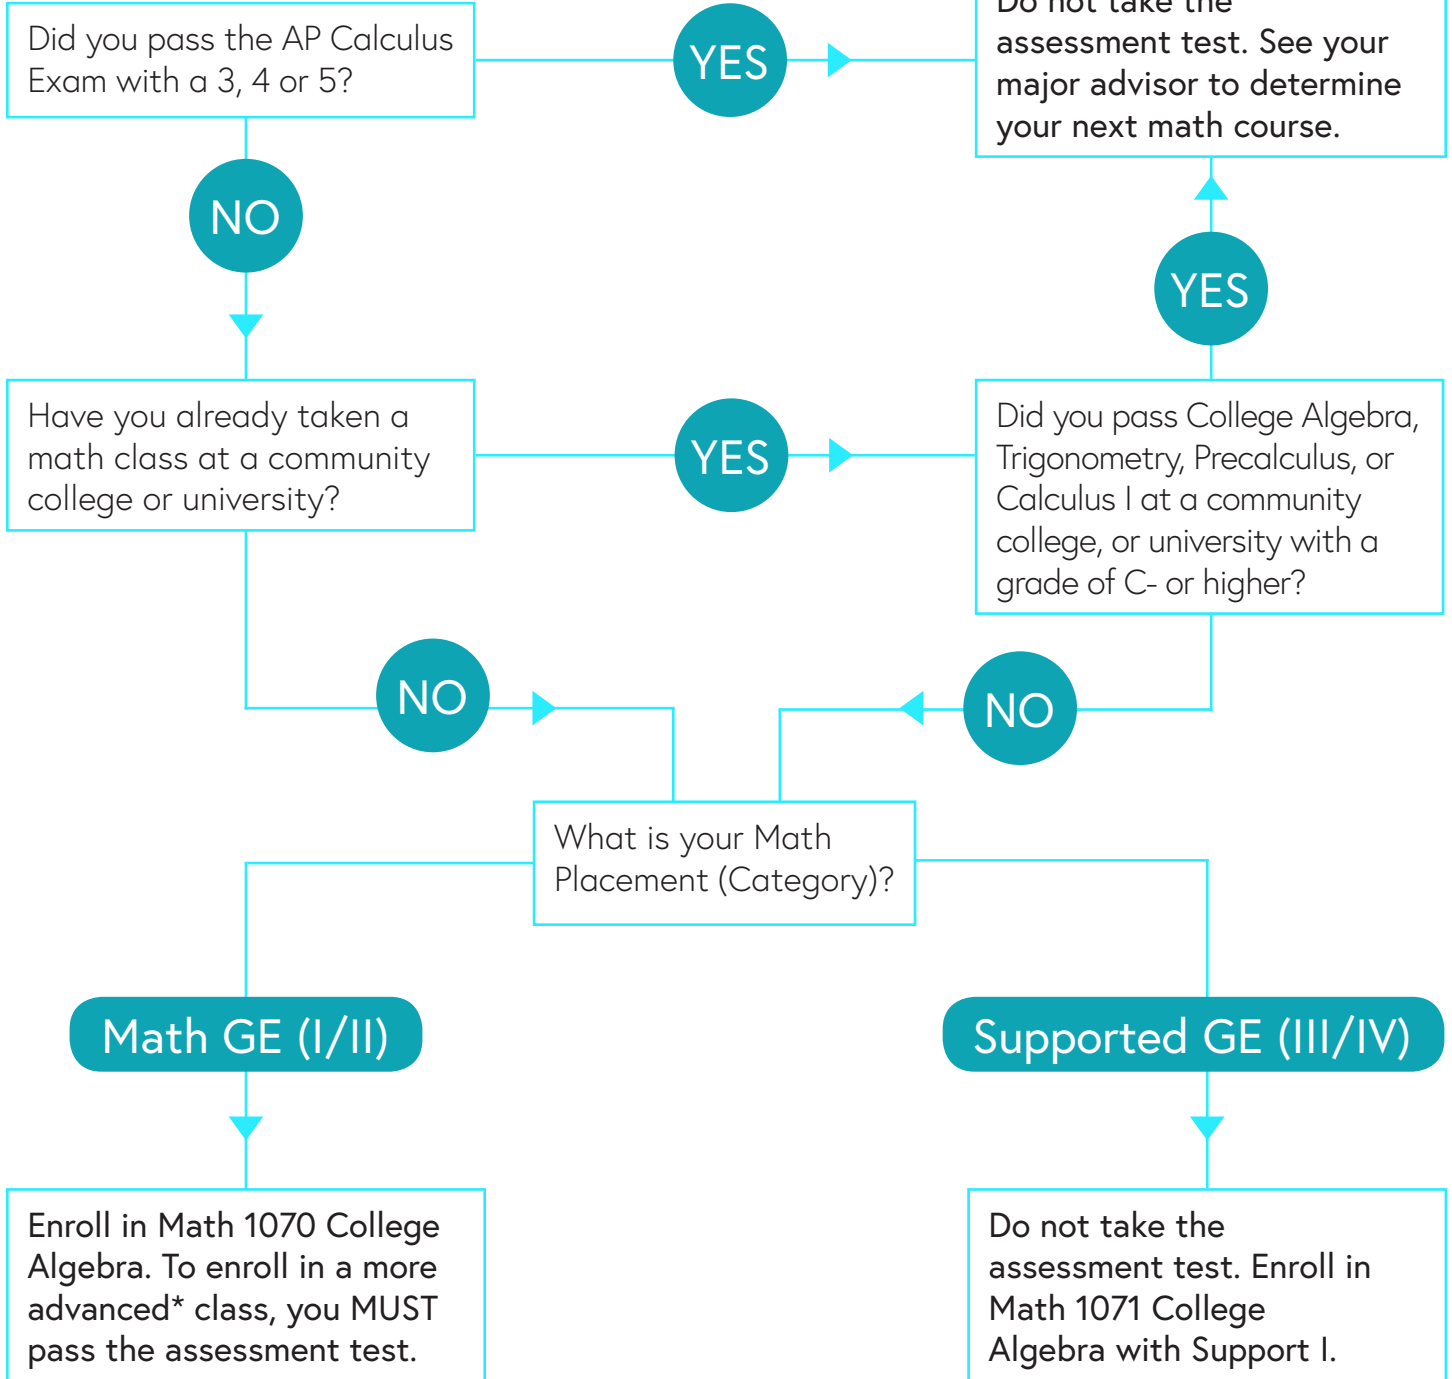 Do not take the
Did you pass the AP Calculus
Exam with a 3, 4 or 5?
YES
assessment test. See your
major advisor to determine
your next math course.
NO
YES
Have you already taken a
math class at a community
college or university?
YES
Did you pass College Algebra,
Trigonometry, Precalculus, or
Calculus I at a community
college, or university with a
grade of C- or higher?
NO
NO
What is your Math
Placement (Category)?
Math GE (I/II)
Supported GE (III/IV)
Enroll in Math 1070 College
Algebra. To enroll in a more
advanced* class, you MUST
pass the assessment test.
Do not take the
assessment test. Enroll in
Math 1071 College
Algebra with Support I.